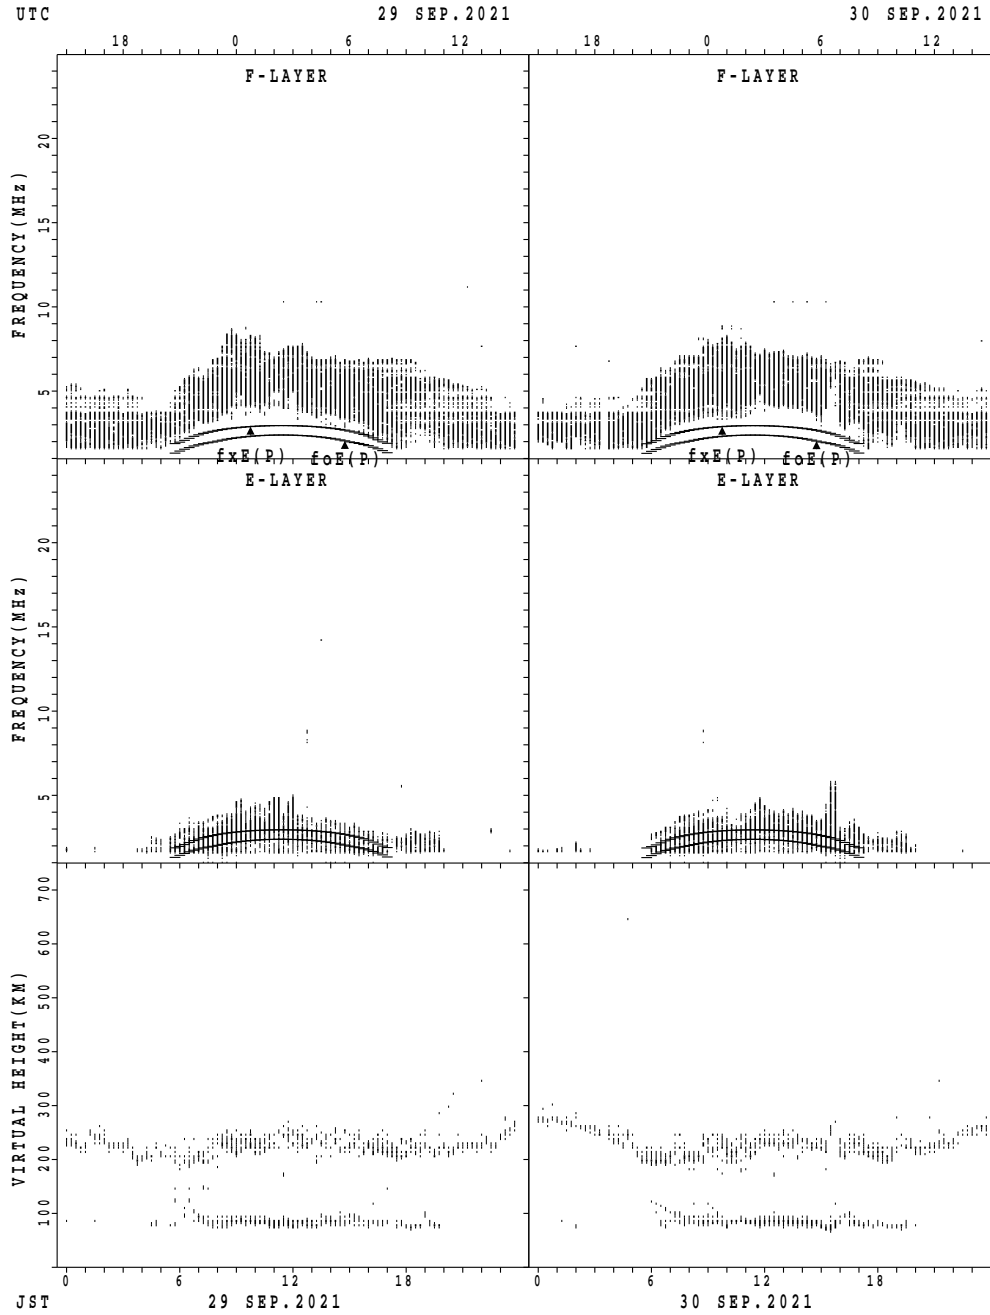 UTC 29 SEP.2021 30 SEP.2021
18 0 6 12 18 0 6 12
F-LAYER F-LAYER
FREQUENCY(MHz)
20
15
10
5
fxE(P) foE(P) fxE(P) foE(P)
E-LAYER E-LAYER
FREQUENCY(MHz)
20
15
10
5
VIRTUAL HEIGHT(KM)
700
600
500
400
300
200
100
0 6 12 18 0 6 12 18
JST 29 SEP.2021 30 SEP.2021